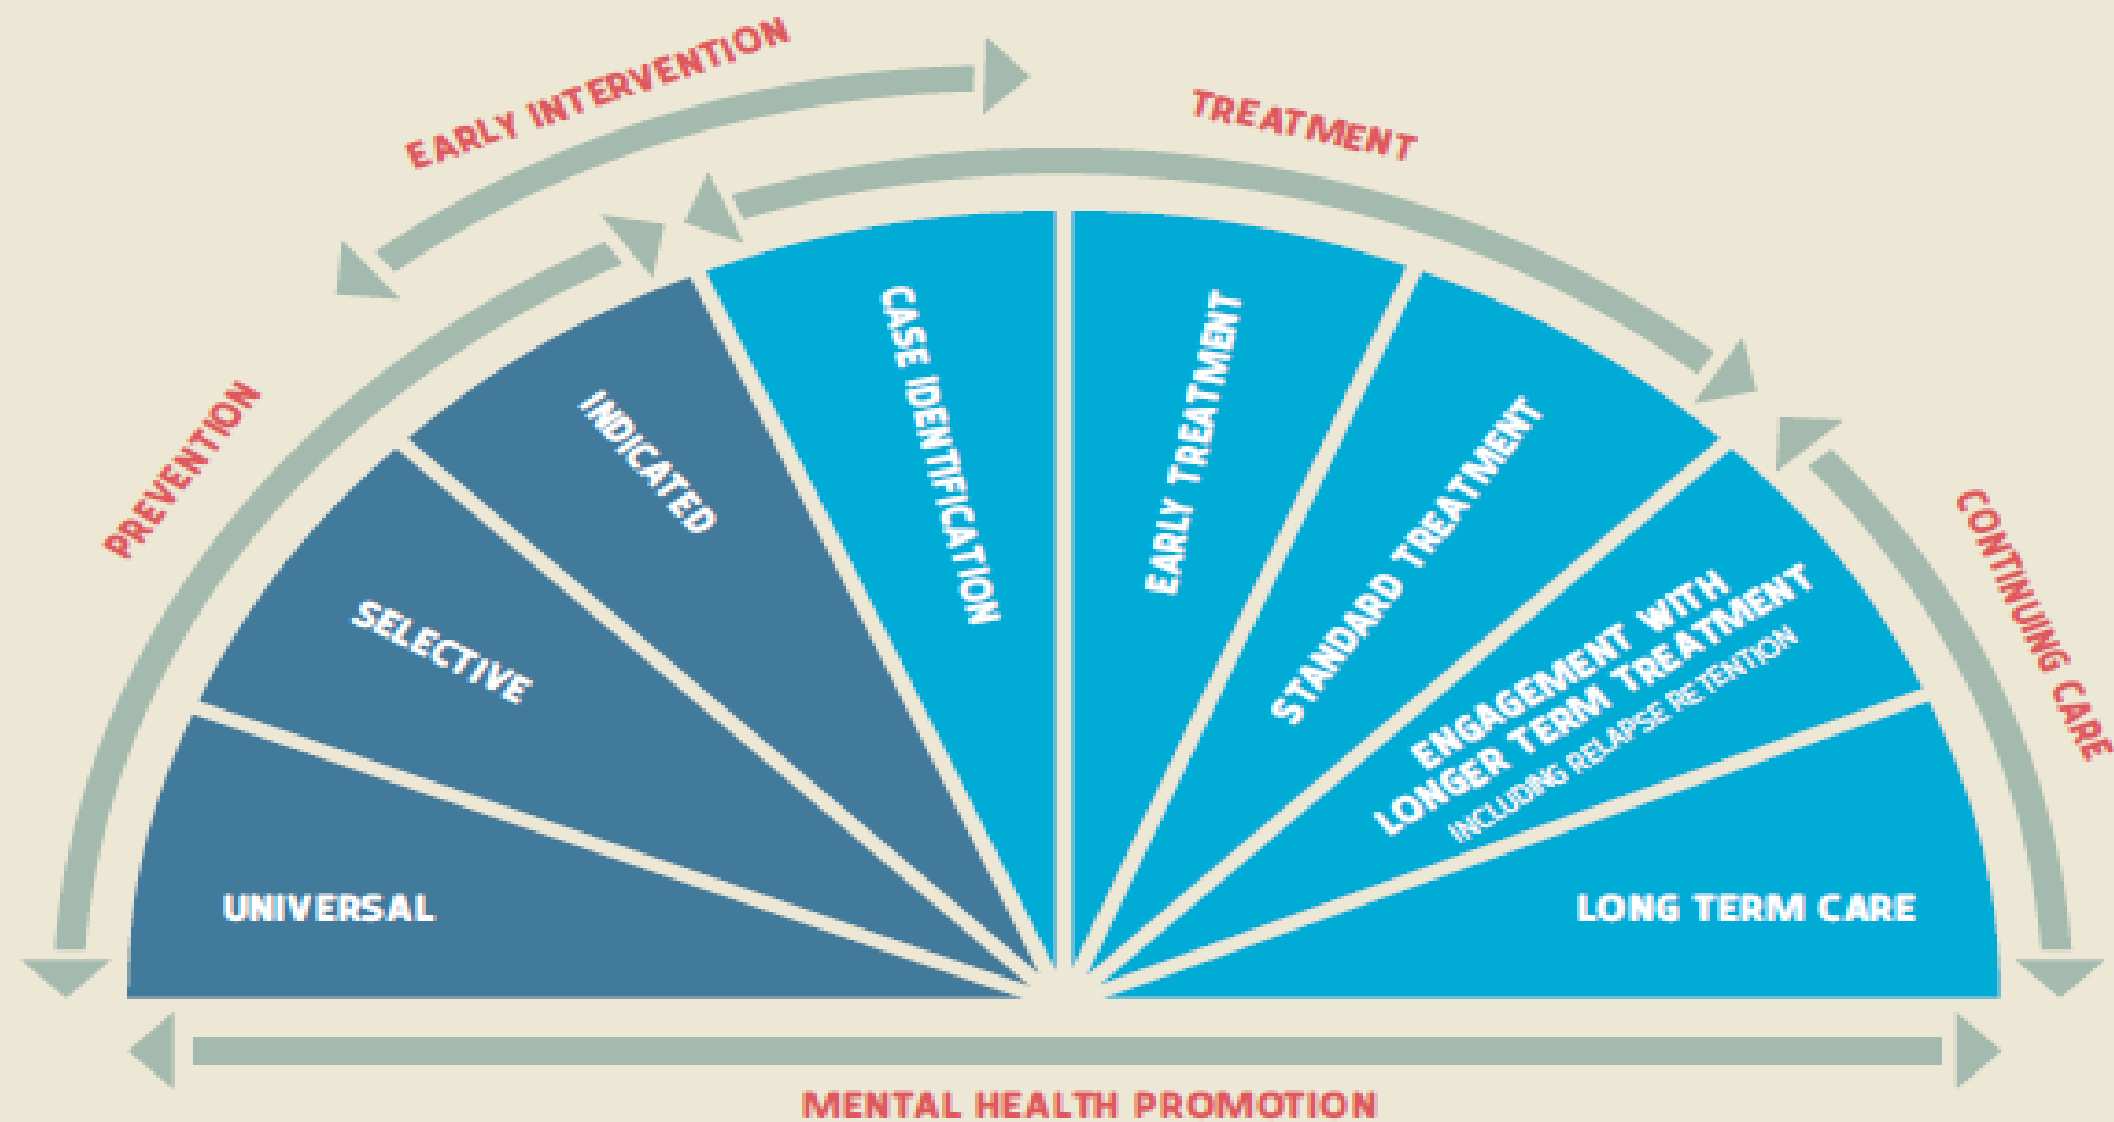 EARLY INTERVENTION
TREATMENT
PREVENTION
CONTINUING CARE
UNIVERSAL
SELECTIVE
INDICATED
CASE IDENTIFICATION
EARLY TREATMENT
STANDARD TREATMENT
ENGAGEMENT WITH
LONGER TERM TREATMENT
INCLUDING RELAPSE RETENTION
LONG TERM CARE
MENTAL HEALTH PROMOTION